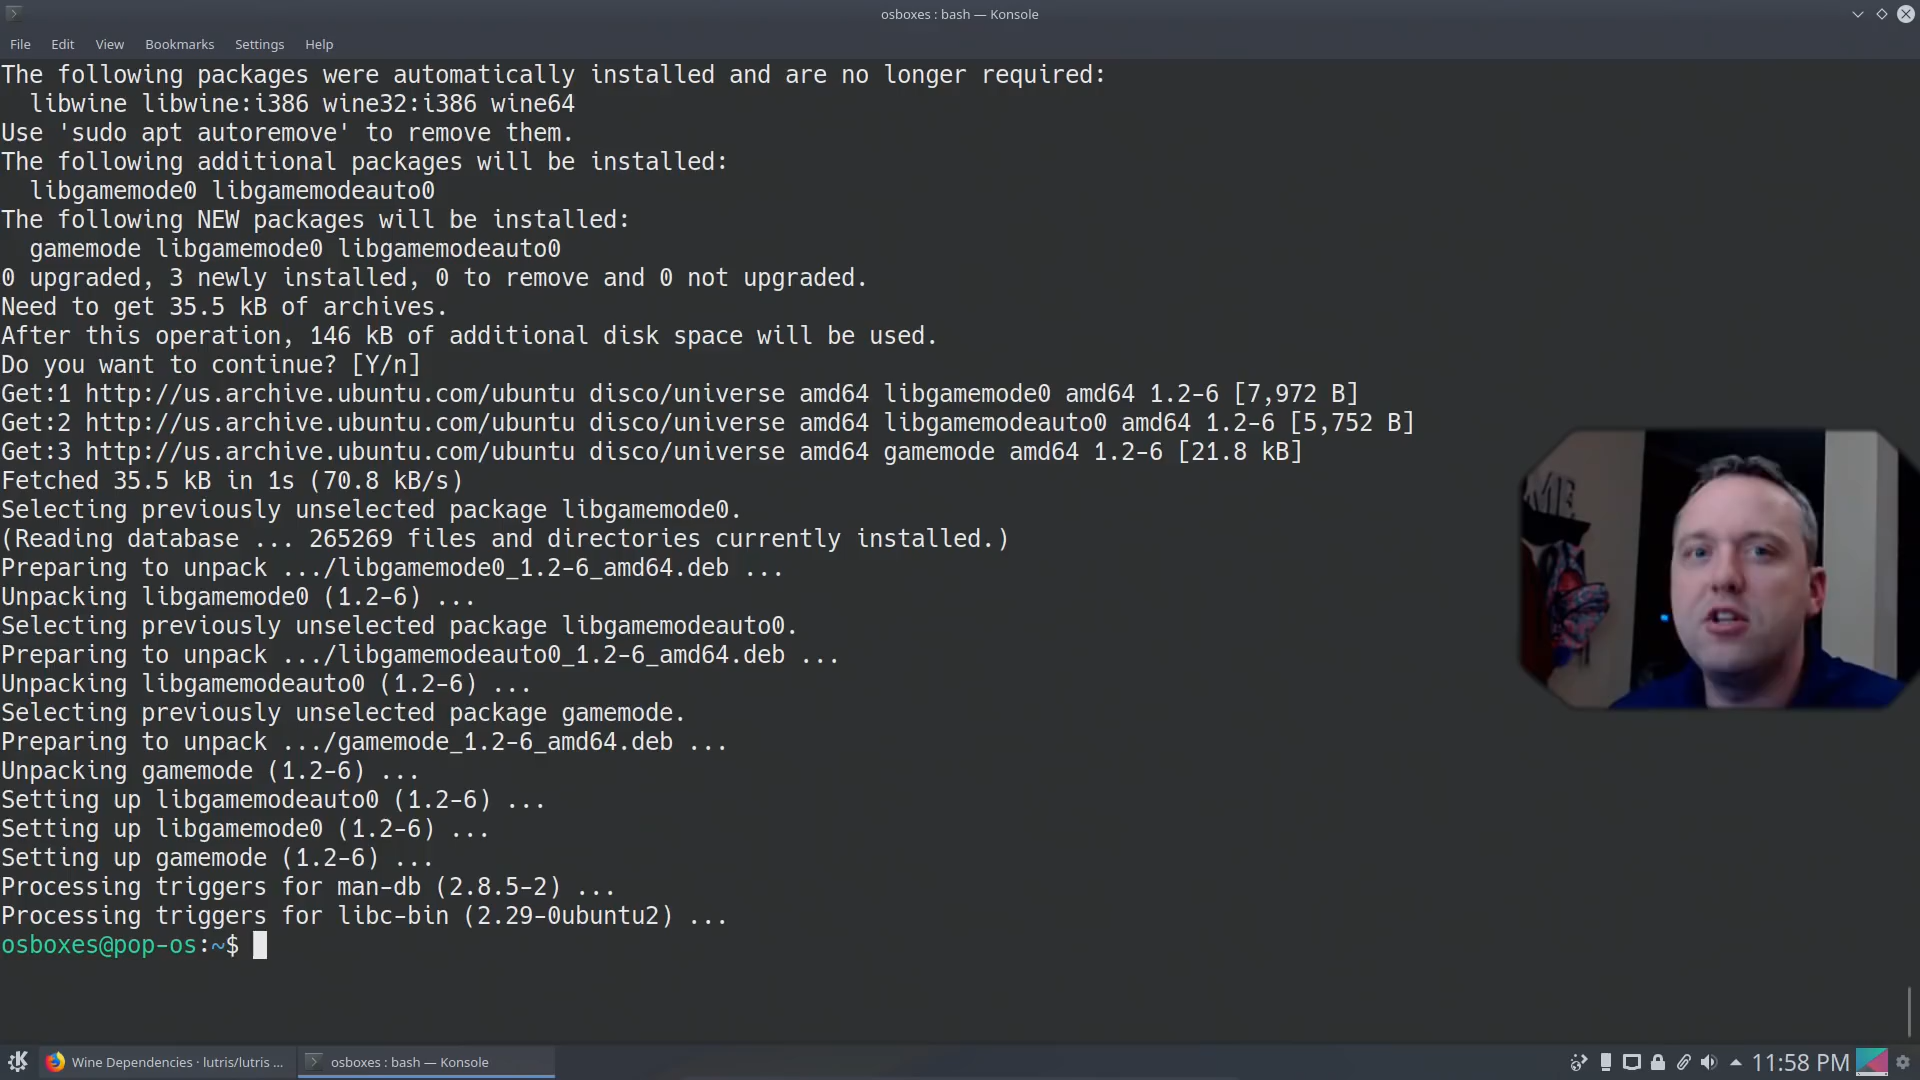 osboxes : bash — Konsole
File Edit View Bookmarks Settings Help
The following packages were automatically installed and are no longer required:
  libwine libwine:i386 wine32:i386 wine64
Use 'sudo apt autoremove' to remove them.
The following additional packages will be installed:
  libgamemode0 libgamemodeauto0
The following NEW packages will be installed:
  gamemode libgamemode0 libgamemodeauto0
0 upgraded, 3 newly installed, 0 to remove and 0 not upgraded.
Need to get 35.5 kB of archives.
After this operation, 146 kB of additional disk space will be used.
Do you want to continue? [Y/n]
Get:1 http://us.archive.ubuntu.com/ubuntu disco/universe amd64 libgamemode0 amd64 1.2-6 [7,972 B]
Get:2 http://us.archive.ubuntu.com/ubuntu disco/universe amd64 libgamemodeauto0 amd64 1.2-6 [5,752 B]
Get:3 http://us.archive.ubuntu.com/ubuntu disco/universe amd64 gamemode amd64 1.2-6 [21.8 kB]
Fetched 35.5 kB in 1s (70.8 kB/s)
Selecting previously unselected package libgamemode0.
(Reading database ... 265269 files and directories currently installed.)
Preparing to unpack .../libgamemode0_1.2-6_amd64.deb ...
Unpacking libgamemode0 (1.2-6) ...
Selecting previously unselected package libgamemodeauto0.
Preparing to unpack .../libgamemodeauto0_1.2-6_amd64.deb ...
Unpacking libgamemodeauto0 (1.2-6) ...
Selecting previously unselected package gamemode.
Preparing to unpack .../gamemode_1.2-6_amd64.deb ...
Unpacking gamemode (1.2-6) ...
Setting up libgamemodeauto0 (1.2-6) ...
Setting up libgamemode0 (1.2-6) ...
Setting up gamemode (1.2-6) ...
Processing triggers for man-db (2.8.5-2) ...
Processing triggers for libc-bin (2.29-0ubuntu2) ...
osboxes@pop-os:~$
Wine Dependencies · lutris/lutris ... osboxes : bash — Konsole 11:58 PM